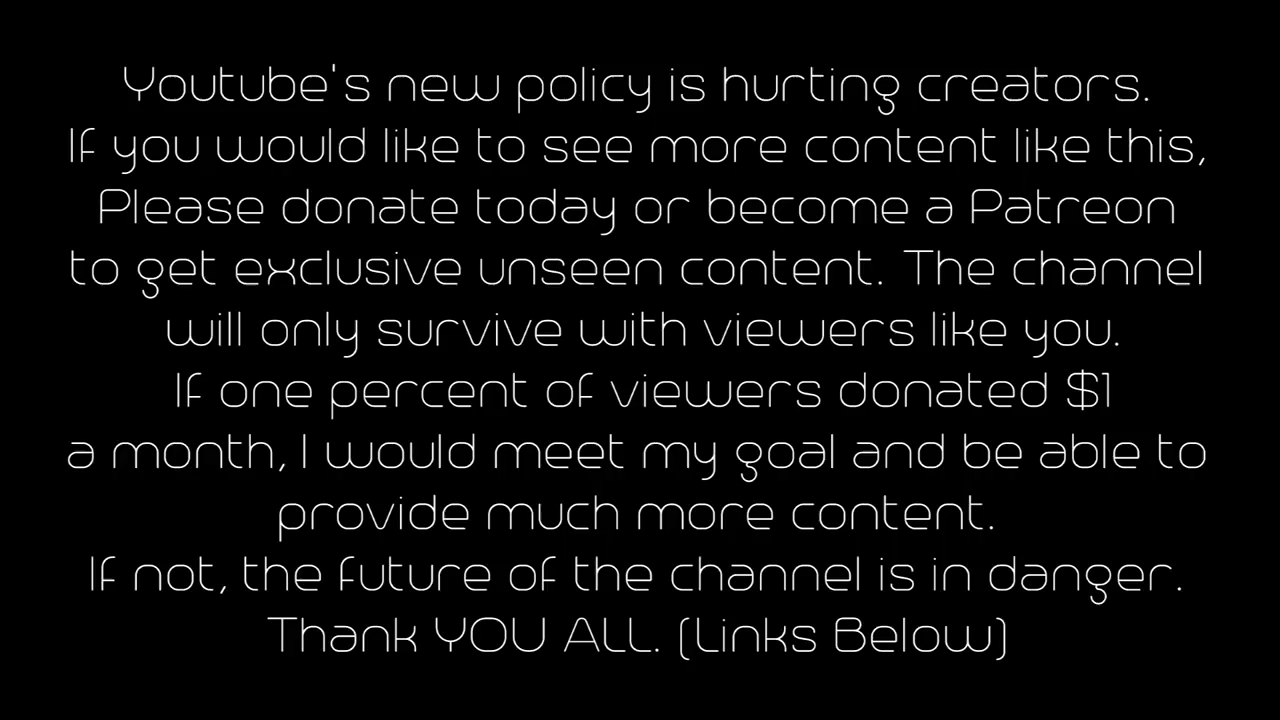 Youtube's new policy is hurting creators.
If you would like to see more content like this,
Please donate today or become a Patreon
to get exclusive unseen content. The channel
will only survive with viewers like you.
If one percent of viewers donated $1
a month, I would meet my goal and be able to
provide much more content.
If not, the future of the channel is in danger.
Thank YOU ALL. (Links Below)